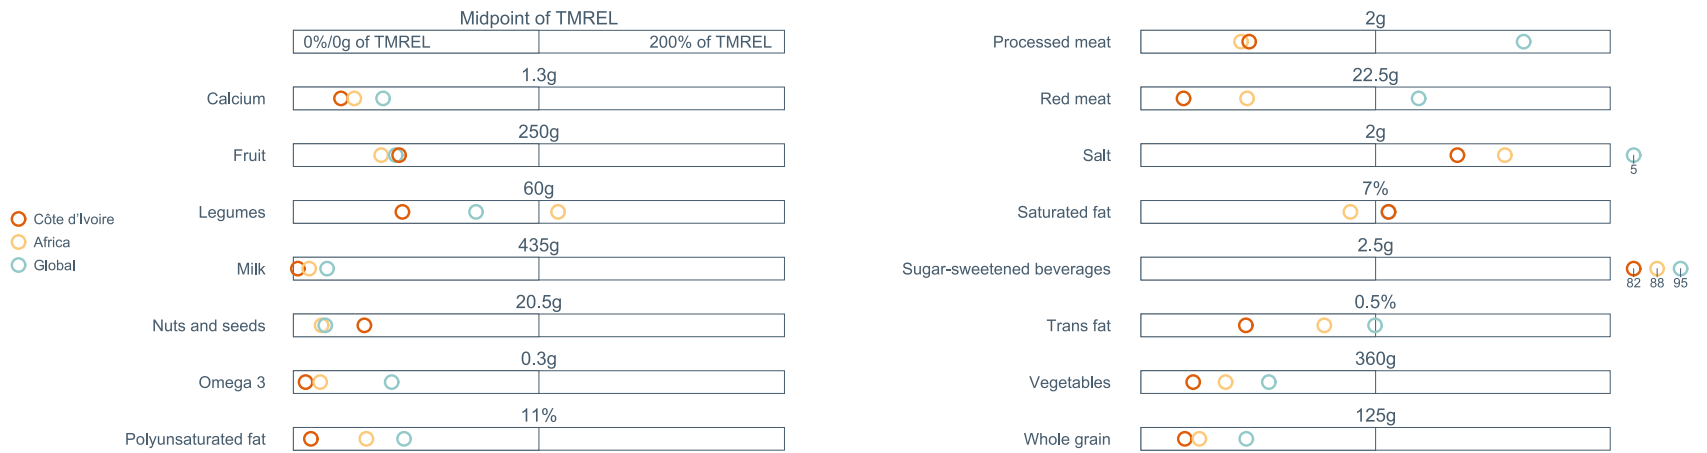 Midpoint of TMREL
0%/0g of TMREL
200% of TMREL
1.3g
Calcium
250g
Fruit
60g
Legumes
435g
Milk
20.5g
Nuts and seeds
0.3g
Omega 3
11%
Polyunsaturated fat
Côte d'Ivoire
Africa
Global
2g
Processed meat
22.5g
Red meat
2g
Salt
5
7%
Saturated fat
2.5g
Sugar-sweetened beverages
82 88 95
0.5%
Trans fat
360g
Vegetables
125g
Whole grain